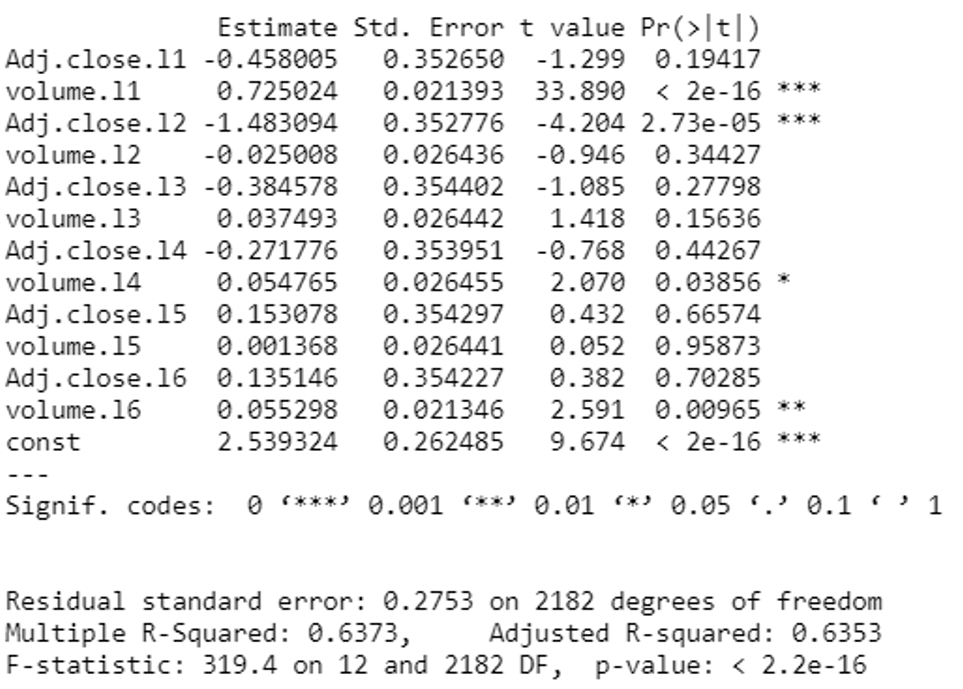 Estimate Std. Error t value Pr(>|t|)
Adj.close.l1 -0.458005 0.352650 -1.299 0.19417
volume.l1 0.725024 0.021393 33.890 < 2e-16 ***
Adj.close.l2 -1.483094 0.352776 -4.204 2.73e-05 ***
volume.l2 -0.025008 0.026436 -0.946 0.34427
Adj.close.l3 -0.384578 0.354402 -1.085 0.27798
volume.l3 0.037493 0.026442 1.418 0.15636
Adj.close.l4 -0.271776 0.353951 -0.768 0.44267
volume.l4 0.054765 0.026455 2.070 0.03856 *
Adj.close.l5 0.153078 0.354297 0.432 0.66574
volume.l5 0.001368 0.026441 0.052 0.95873
Adj.close.l6 0.135146 0.354227 0.382 0.70285
volume.l6 0.055298 0.021346 2.591 0.00965 **
const 2.539324 0.262485 9.674 < 2e-16 ***
---
Signif. codes: 0 ‘***’ 0.001 ‘**’ 0.01 ‘*’ 0.05 ‘.’ 0.1 ‘ ’ 1
Residual standard error: 0.2753 on 2182 degrees of freedom
Multiple R-Squared: 0.6373, Adjusted R-squared: 0.6353
F-statistic: 319.4 on 12 and 2182 DF, p-value: < 2.2e-16